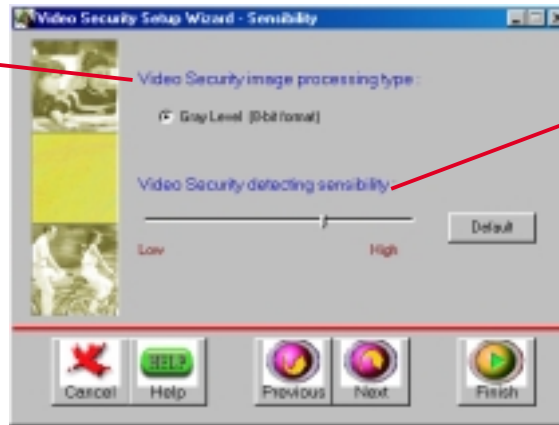 Video Security Setup Wizard - Sensibility
Video Security image processing type :
Gray Level (8-bit format)
Video Security detecting sensibility :
Default
Low High
Cancel Help Previous Next Finish
HELP